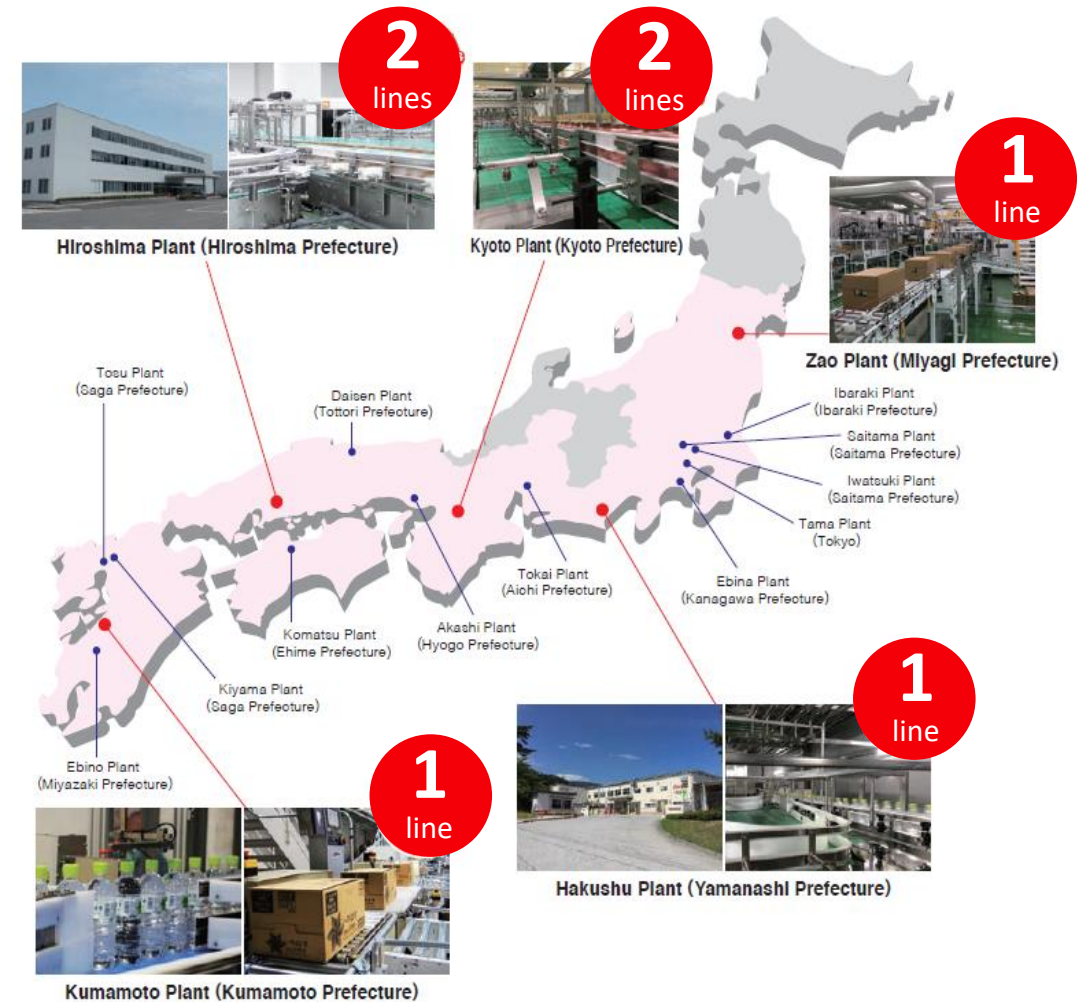 2
lines
Hiroshima Plant (Hiroshima Prefecture)
2
lines
Kyoto Plant (Kyoto Prefecture)
1
line
Zao Plant (Miyagi Prefecture)
Tosu Plant
(Saga Prefecture)
Daisen Plant
(Tottori Prefecture)
Ibaraki Plant
(Ibaraki Prefecture)
Saitama Plant
(Saitama Prefecture)
Iwatsuki Plant
(Saitama Prefecture)
Tama Plant
(Tokyo)
Ebina Plant
(Kanagawa Prefecture)
Tokai Plant
(Aichi Prefecture)
Akashi Plant
(Hyogo Prefecture)
Komatsu Plant
(Ehime Prefecture)
Kiyama Plant
(Saga Prefecture)
Ebino Plant
(Miyazaki Prefecture)
1
line
Kumamoto Plant (Kumamoto Prefecture)
1
line
Hakushu Plant (Yamanashi Prefecture)